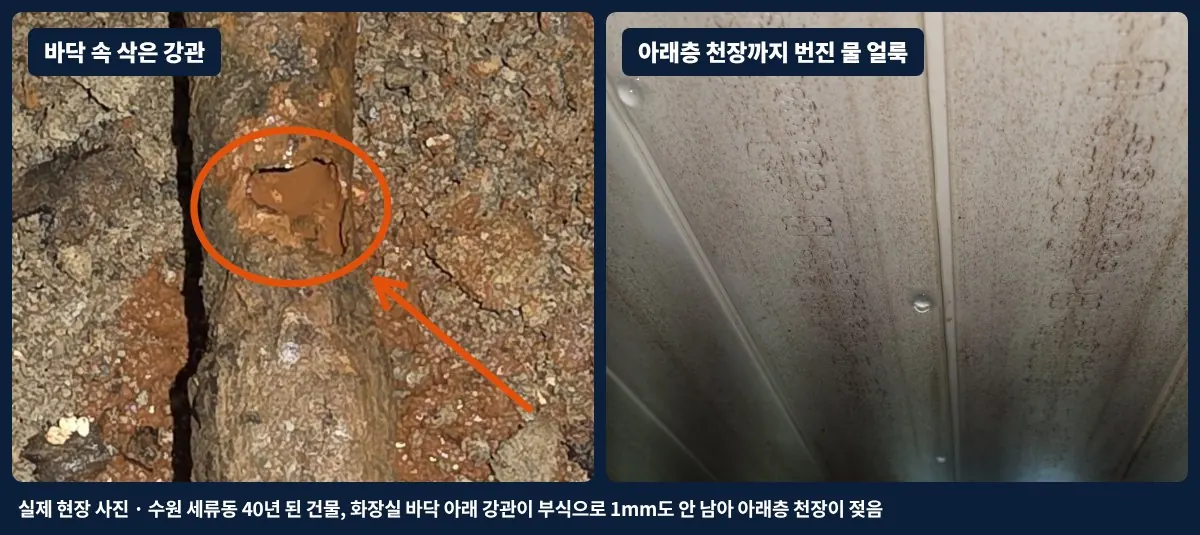 바닥 속 삭은 강관
아래층 천장까지 번진 물 얼룩
실제 현장 사진 · 수원 세류동 40년 된 건물, 화장실 바닥 아래 강관이 부식으로 1mm도 안 남아 아래층 천장이 젖음